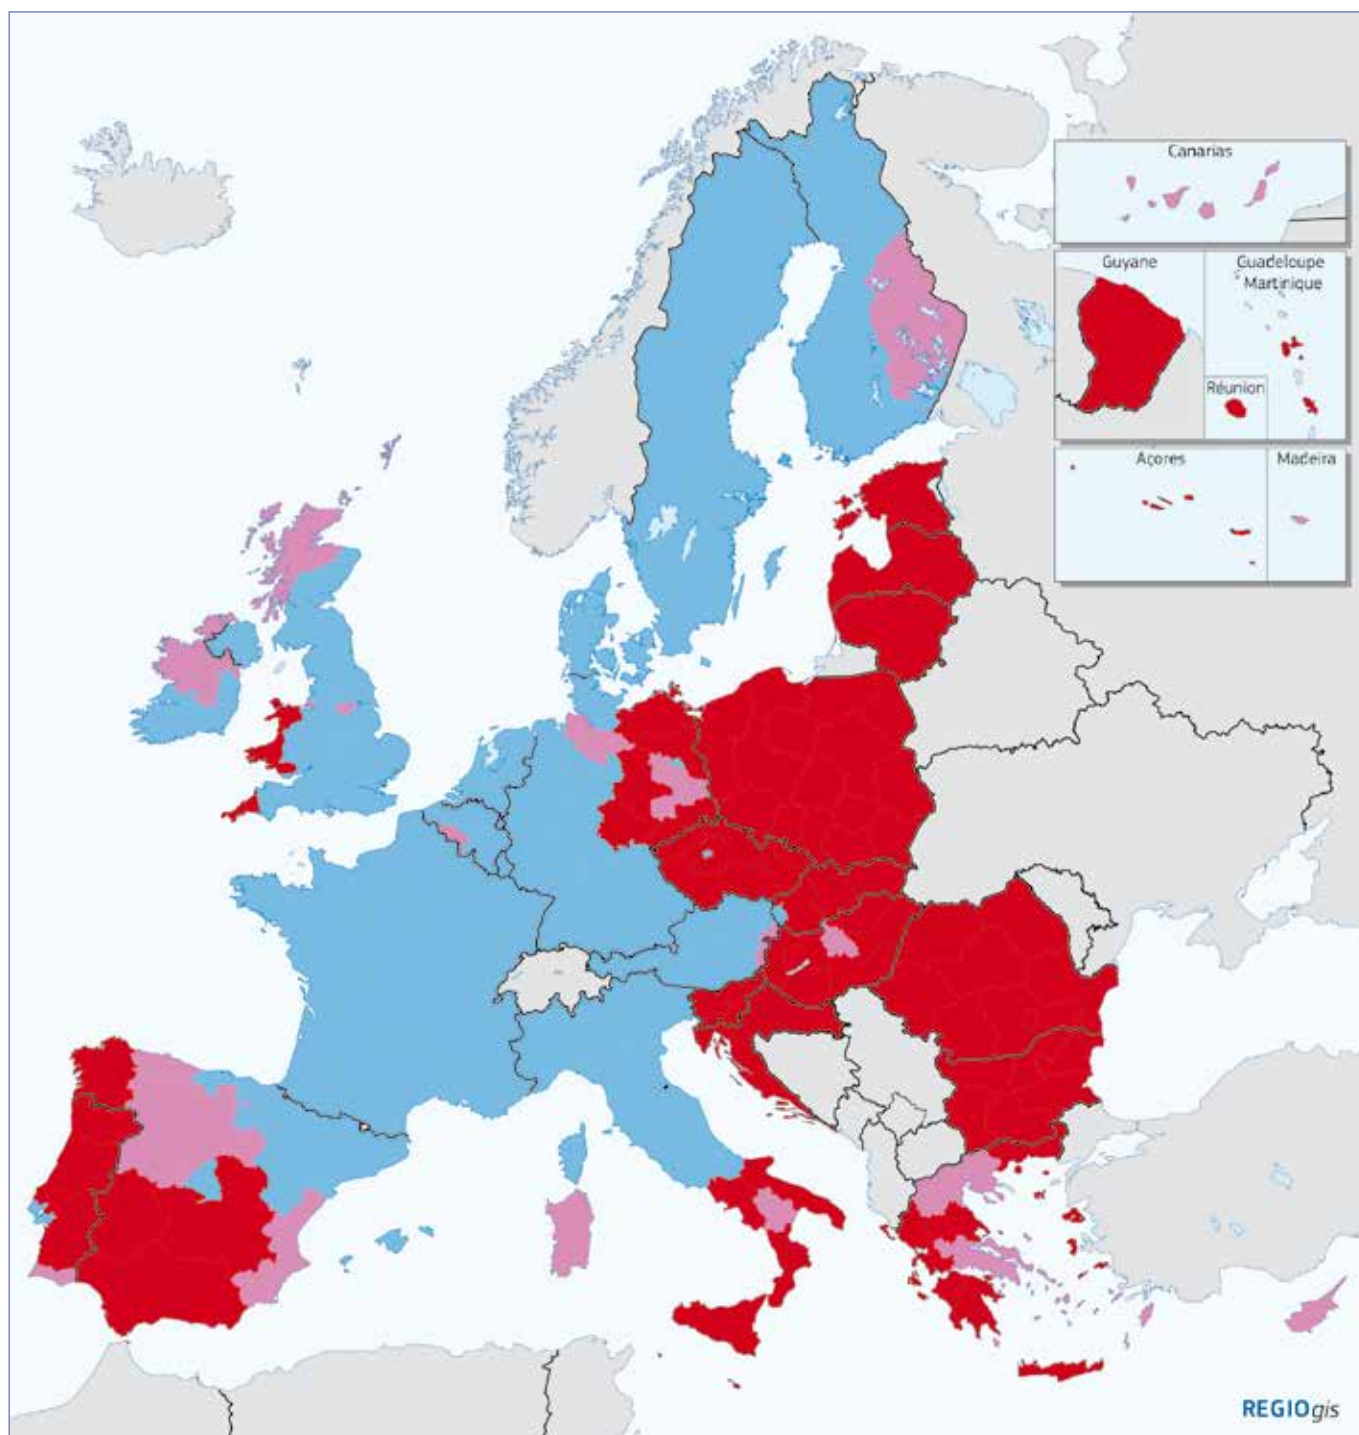 Canarias
Guyane
Guadeloupe
Martinique
Réunion
Açores
Madeira
REGIOgis